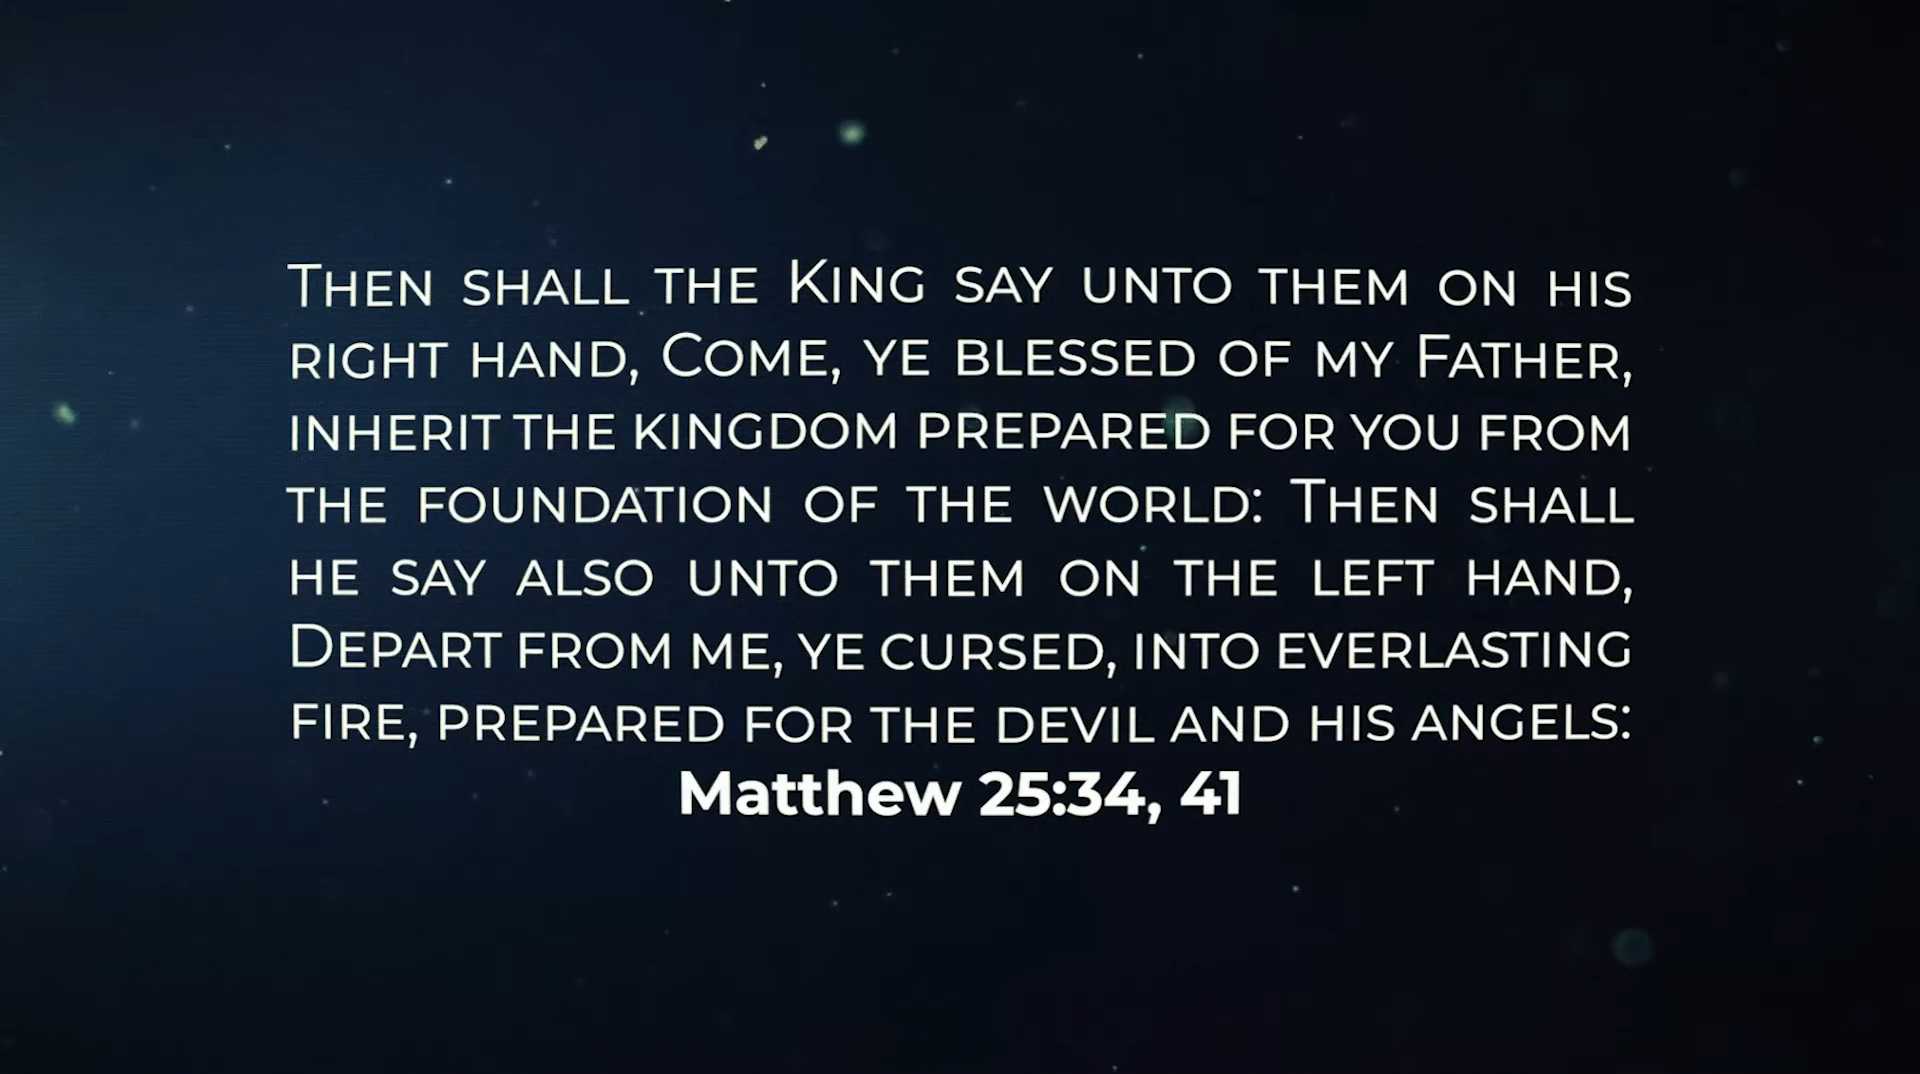 Then shall the King say unto them on his
right hand, Come, ye blessed of my Father,
inherit the kingdom prepared for you from
the foundation of the world: Then shall
he say also unto them on the left hand,
Depart from me, ye cursed, into everlasting
fire, prepared for the devil and his angels:
Matthew 25:34, 41